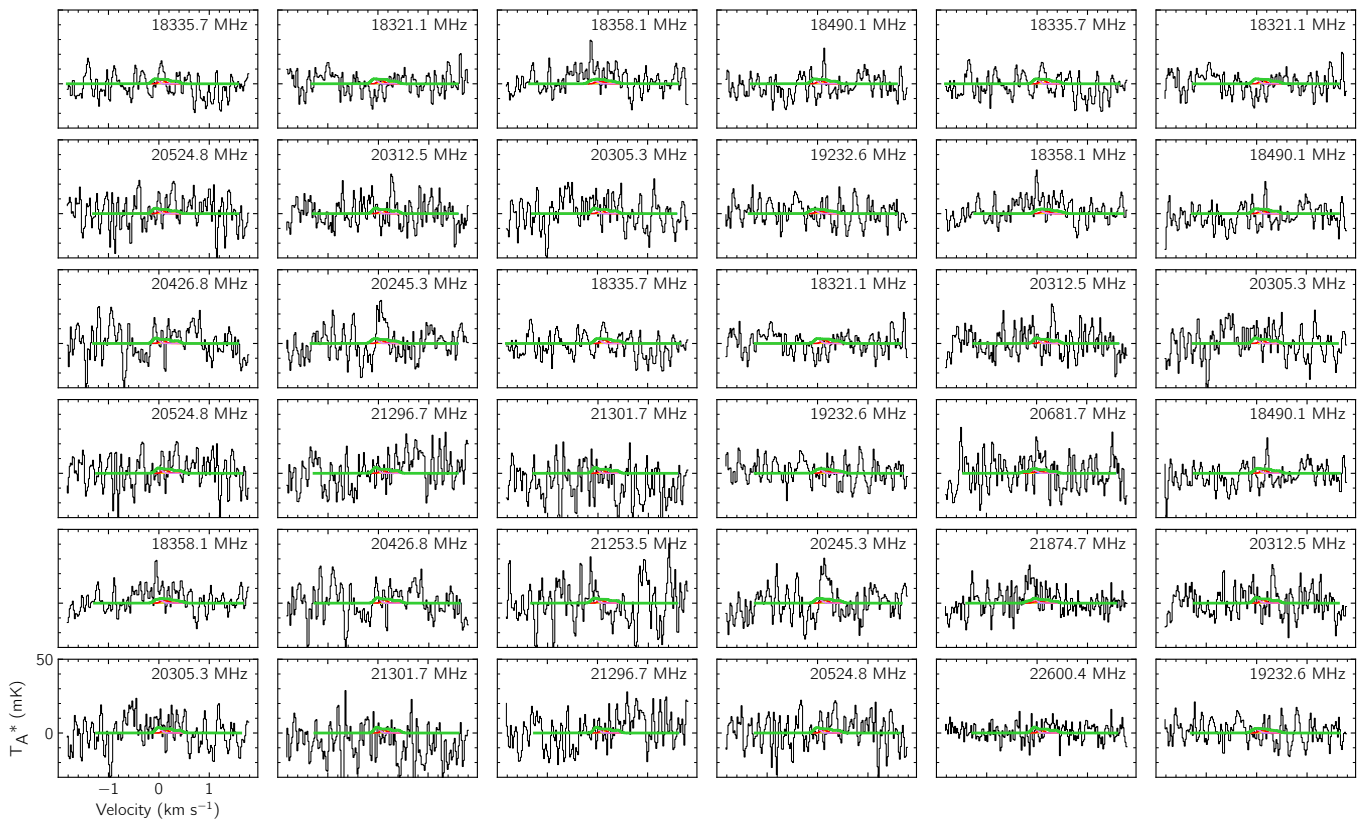 18335.7 MHz 18321.1 MHz 18358.1 MHz 18490.1 MHz 18335.7 MHz 18321.1 MHz
20524.8 MHz 20312.5 MHz 20305.3 MHz 19232.6 MHz 18358.1 MHz 18490.1 MHz
20426.8 MHz 20245.3 MHz 18335.7 MHz 18321.1 MHz 20312.5 MHz 20305.3 MHz
20524.8 MHz 21296.7 MHz 21301.7 MHz 19232.6 MHz 20681.7 MHz 18490.1 MHz
18358.1 MHz 20426.8 MHz 21253.5 MHz 20245.3 MHz 21874.7 MHz 20312.5 MHz
20305.3 MHz 21301.7 MHz 21296.7 MHz 20524.8 MHz 22600.4 MHz 19232.6 MHz
50
0
T_A* (mK)
−1 0 1
Velocity (km s⁻¹)